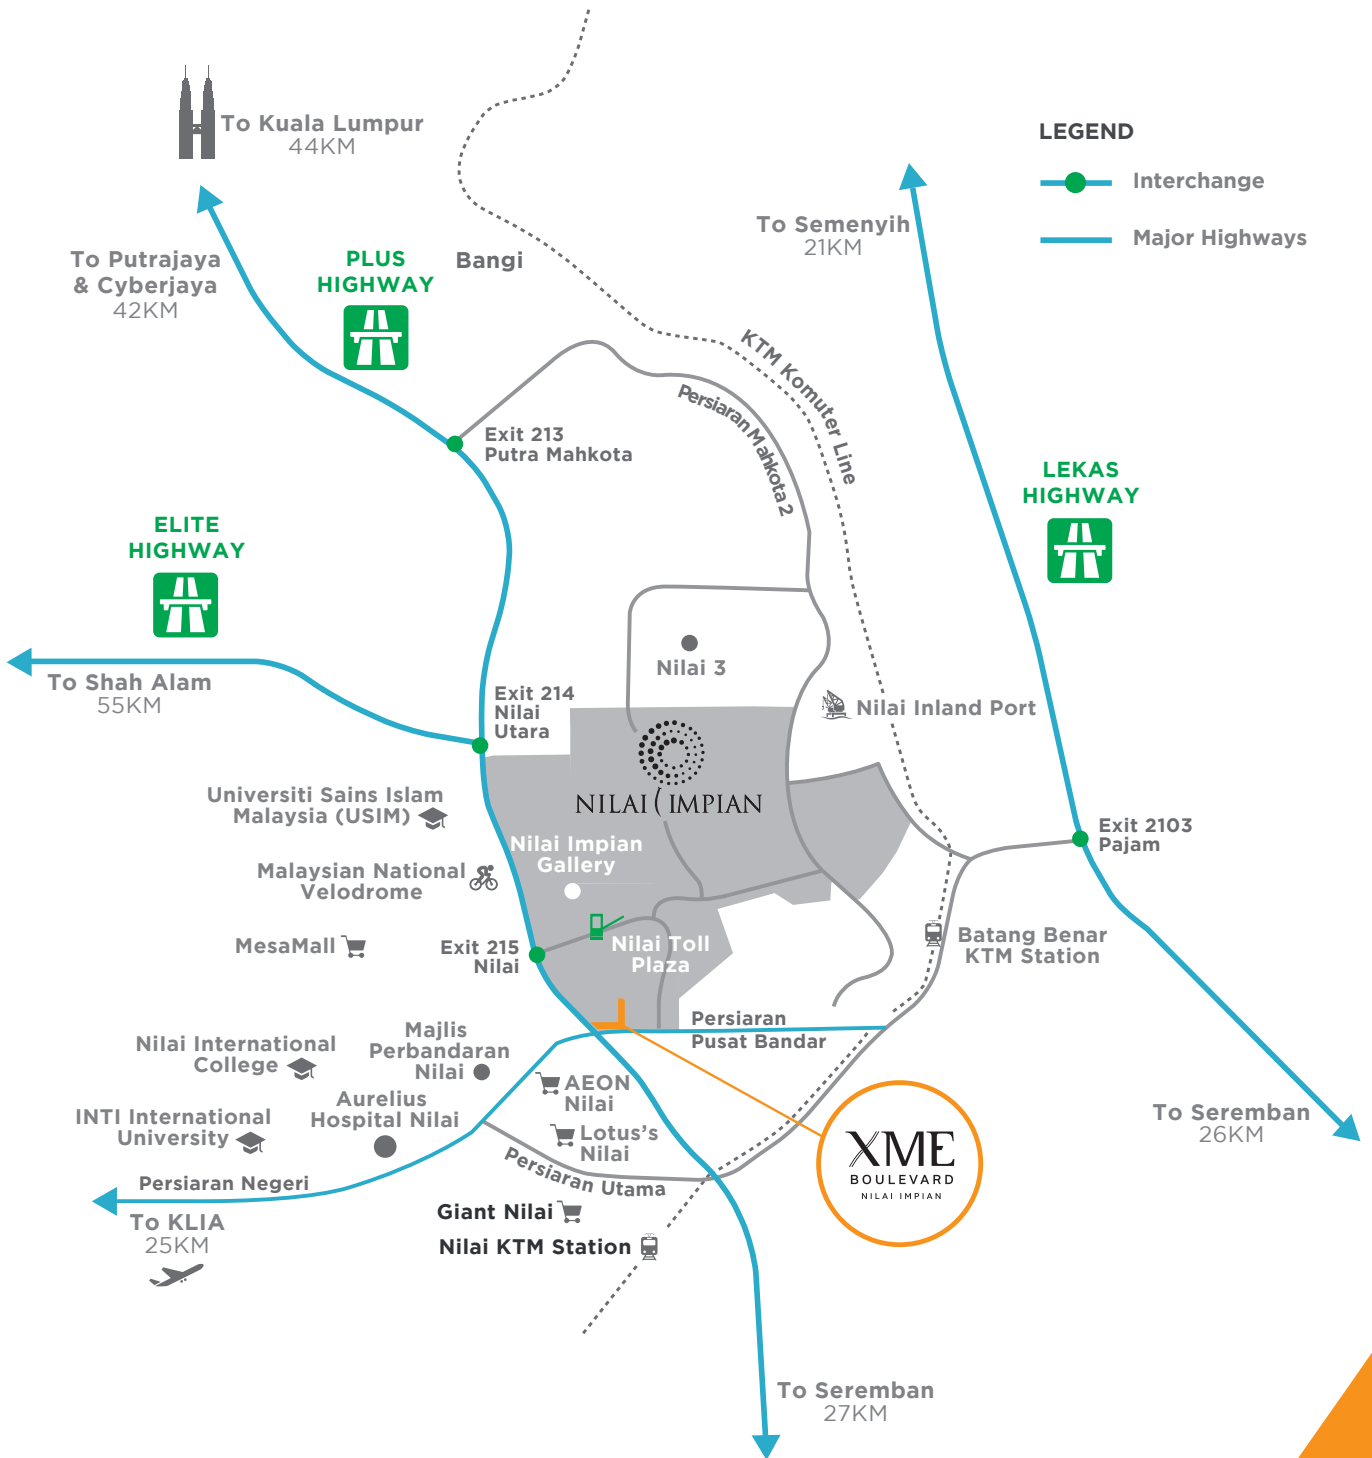 To Kuala Lumpur
44KM
LEGEND
Interchange
Major Highways
To Semenyih
21KM
To Putrajaya
& Cyberjaya
42KM
PLUS
HIGHWAY
Bangi
KTM Komuter Line
Persiaran Mahkota 2
Exit 213
Putra Mahkota
LEKAS
HIGHWAY
ELITE
HIGHWAY
Nilai 3
To Shah Alam
55KM
Exit 214
Nilai
Utara
Nilai Inland Port
NILAI IMPIAN
Universiti Sains Islam
Malaysia (USIM)
Nilai Impian
Gallery
Exit 2103
Pajam
Malaysian National
Velodrome
MesaMall
Exit 215
Nilai
Nilai Toll
Plaza
Batang Benar
KTM Station
Persiaran
Pusat Bandar
Nilai International
College
Majlis
Perbandaran
Nilai
AEON
Nilai
INTI International
University
Aurelius
Hospital Nilai
Lotus's
Nilai
XME
BOULEVARD
NILAI IMPIAN
To Seremban
26KM
Persiaran Negeri
Persiaran Utama
To KLIA
25KM
Giant Nilai
Nilai KTM Station
To Seremban
27KM